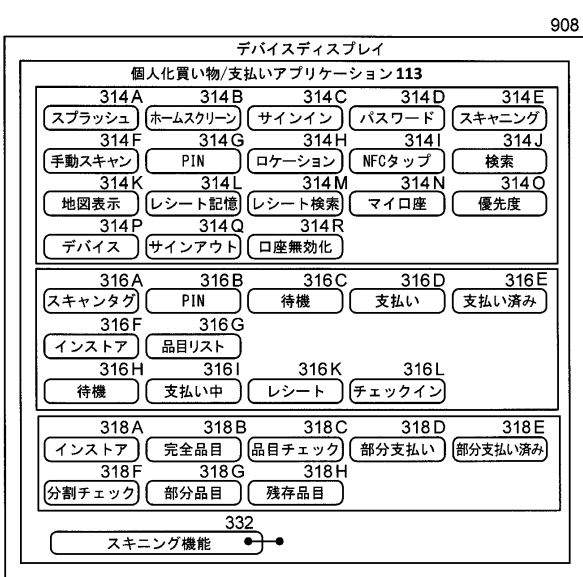 908
デバイスディスプレイ
個人化買い物/支払いアプリケーション113
314A 314B 314C 314D 314E
スプラッシュ ホームスクリーン サインイン パスワード スキャニング
314F 314G 314H 314I 314J
手動スキャン PIN ロケーション NFCタップ 検索
314K 314L 314M 314N 314O
地図表示 レシート記憶 レシート検索 マイ口座 優先度
314P 314Q 314R
デバイス サインアウト 口座無効化
316A 316B 316C 316D 316E
スキャンタグ PIN 待機 支払い 支払い済み
316F 316G
インストア 品目リスト
316H 316I 316K 316L
待機 支払い中 レシート チェックイン
318A 318B 318C 318D 318E
インストア 完全品目 品目チェック 部分支払い 部分支払い済み
318F 318G 318H
分割チェック 部分品目 残存品目
332
スキニング機能